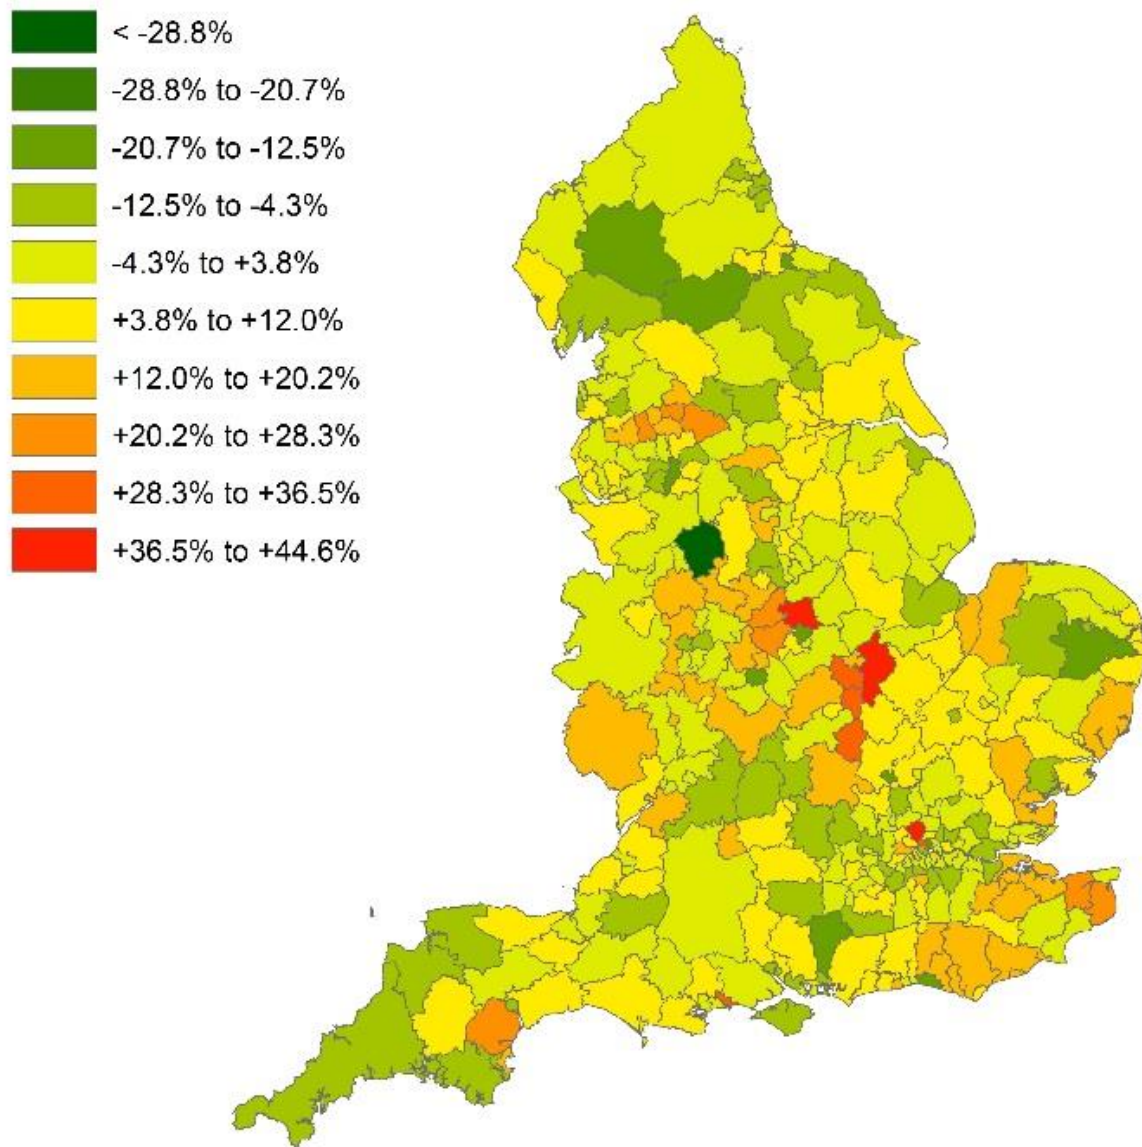 < -28.8%
-28.8% to -20.7%
-20.7% to -12.5%
-12.5% to -4.3%
-4.3% to +3.8%
+3.8% to +12.0%
+12.0% to +20.2%
+20.2% to +28.3%
+28.3% to +36.5%
+36.5% to +44.6%